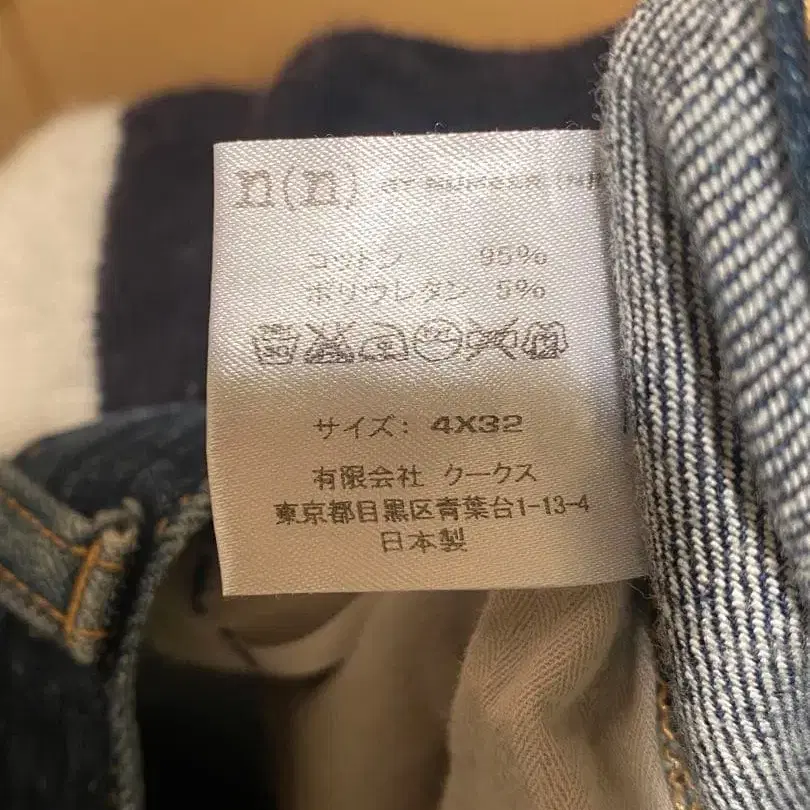 n(n) BY NUMBER (NI
コットン 95%
ポリウレタン 5%
サイズ: 4X32
有限会社 クークス
東京都目黒区青葉台1-13-4
日本製